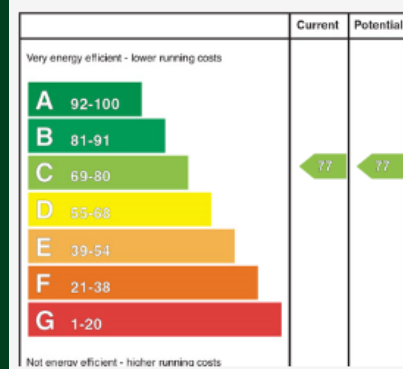 Current Potential
Very energy efficient - lower running costs
A 92-100
B 81-91
C 69-80 77 77
D 55-68
E 39-54
F 21-38
G 1-20
Not energy efficient - higher running costs